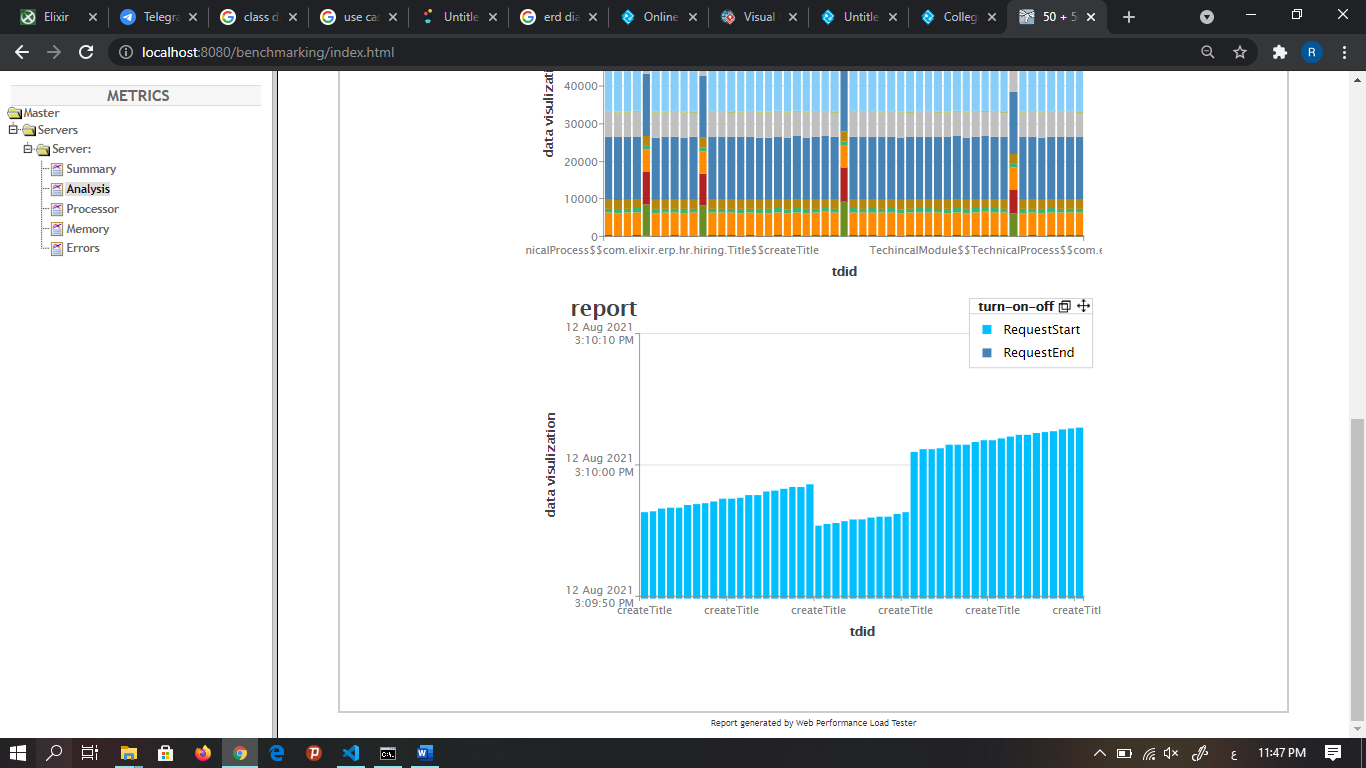 Elixir
Telegra
class d
use cas
Untitle
erd dia
Online
Visual
Untitle
Colleg
50 + 5
localhost:8080/benchmarking/index.html
R
METRICS
Master
Servers
Server:
Summary
Analysis
Processor
Memory
Errors
40000
30000
20000
10000
0
data visulizati
nicalProcess$$com.elixir.erp.hr.hiring.Title$$createTitle
TechincalModule$$TechnicalProcess$$com.e
tdid
report
turn-on-off
RequestStart
RequestEnd
12 Aug 2021
3:10:10 PM
12 Aug 2021
3:10:00 PM
12 Aug 2021
3:09:50 PM
data visulization
createTitle
createTitle
createTitle
createTitle
createTitle
createTitl
tdid
Report generated by Web Performance Load Tester
ع
11:47 PM